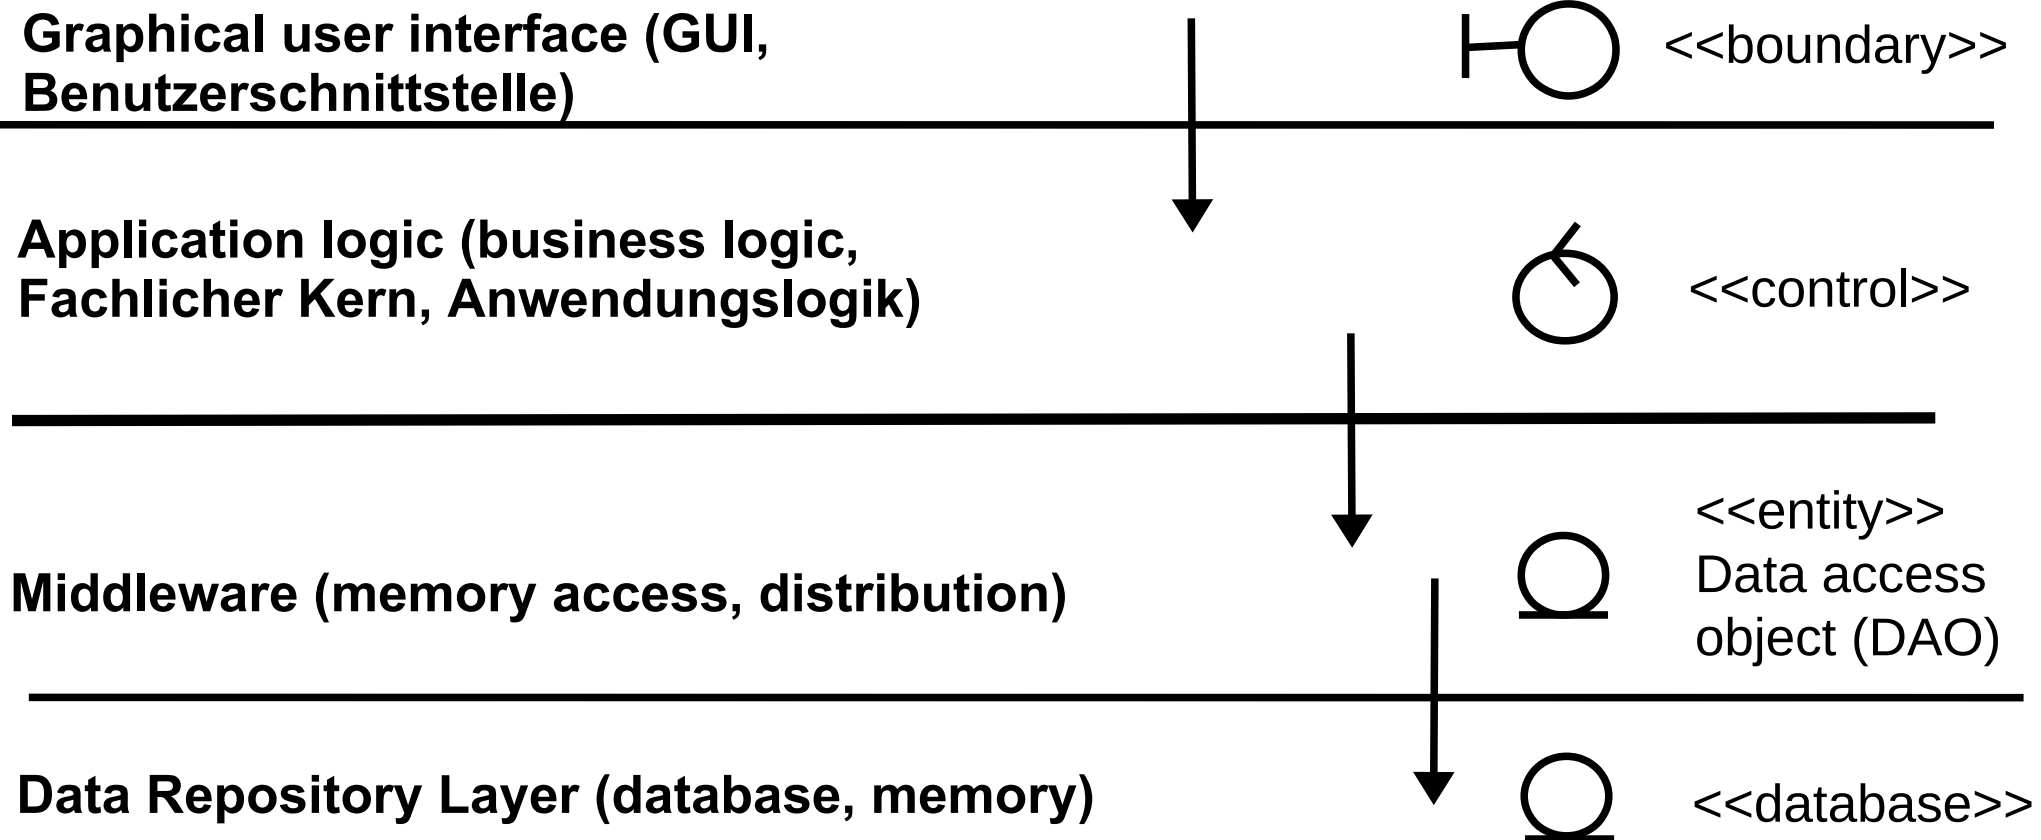 Graphical user interface (GUI,
Benutzerschnittstelle)
<<boundary>>
Application logic (business logic,
Fachlicher Kern, Anwendungslogik)
<<control>>
Middleware (memory access, distribution)
<<entity>>
Data access
object (DAO)
Data Repository Layer (database, memory)
<<database>>